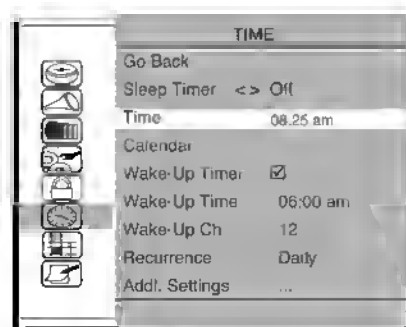 TIME
Go Back
Sleep Timer <> Off
Time 08.25 am
Calendar
Wake-Up Timer ☑
Wake-Up Time 06:00 am
Wake-Up Ch 12
Recurrence Daily
Addl. Settings ...